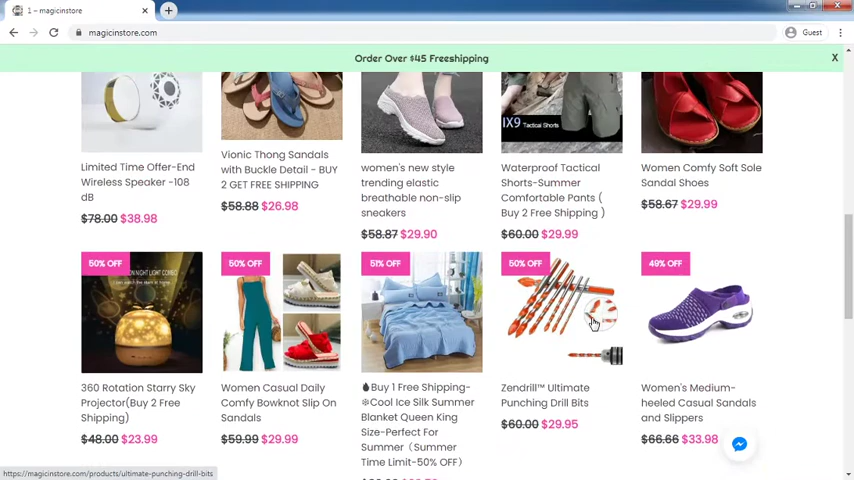 1 – magicinstore
magicinstore.com
Guest
Order Over $45 Freeshipping
X
IX9 Tactical Shorts
Limited Time Offer-End
Wireless Speaker -108
dB
$78.00 $38.98
Vionic Thong Sandals
with Buckle Detail - BUY
2 GET FREE SHIPPING
$58.88 $26.98
women's new style
trending elastic
breathable non-slip
sneakers
$58.87 $29.90
Waterproof Tactical
Shorts-Summer
Comfortable Pants (
Buy 2 Free Shipping )
$60.00 $29.99
Women Comfy Soft Sole
Sandal Shoes
$58.67 $29.99
50% OFF
50% OFF
51% OFF
50% OFF
49% OFF
360 Rotation Starry Sky
Projector(Buy 2 Free
Shipping)
$48.00 $23.99
Women Casual Daily
Comfy Bowknot Slip On
Sandals
$59.99 $29.99
🔥Buy 1 Free Shipping-
❄Cool Ice Silk Summer
Blanket Queen King
Size-Perfect For
Summer（Summer
Time Limit-50% OFF）
Zendrill™ Ultimate
Punching Drill Bits
$60.00 $29.95
Women's Medium-
heeled Casual Sandals
and Slippers
$66.66 $33.98
https://magicinstore.com/products/ultimate-punching-drill-bits